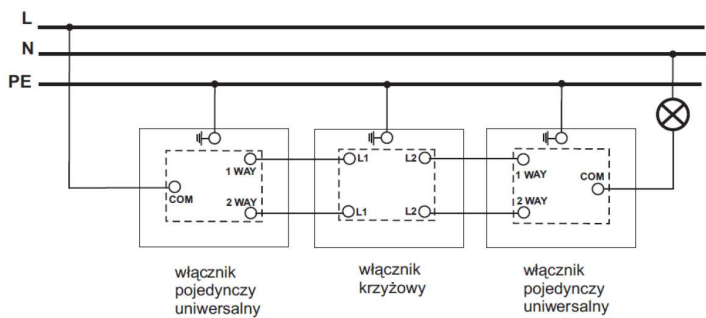 L
N
PE
1 WAY
COM
2 WAY
L1
L2
L1
L2
1 WAY
COM
2 WAY
włącznik
pojedynczy
uniwersalny
włącznik
krzyżowy
włącznik
pojedynczy
uniwersalny